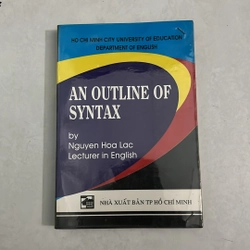 HO CHI MINH CITY UNIVERSITY OF EDUCATION
DEPARTMENT OF ENGLISH
AN OUTLINE OF
SYNTAX
by
Nguyen Hoa Lac
Lecturer in English
NHÀ XUẤT BẢN TP HỒ CHÍ MINH